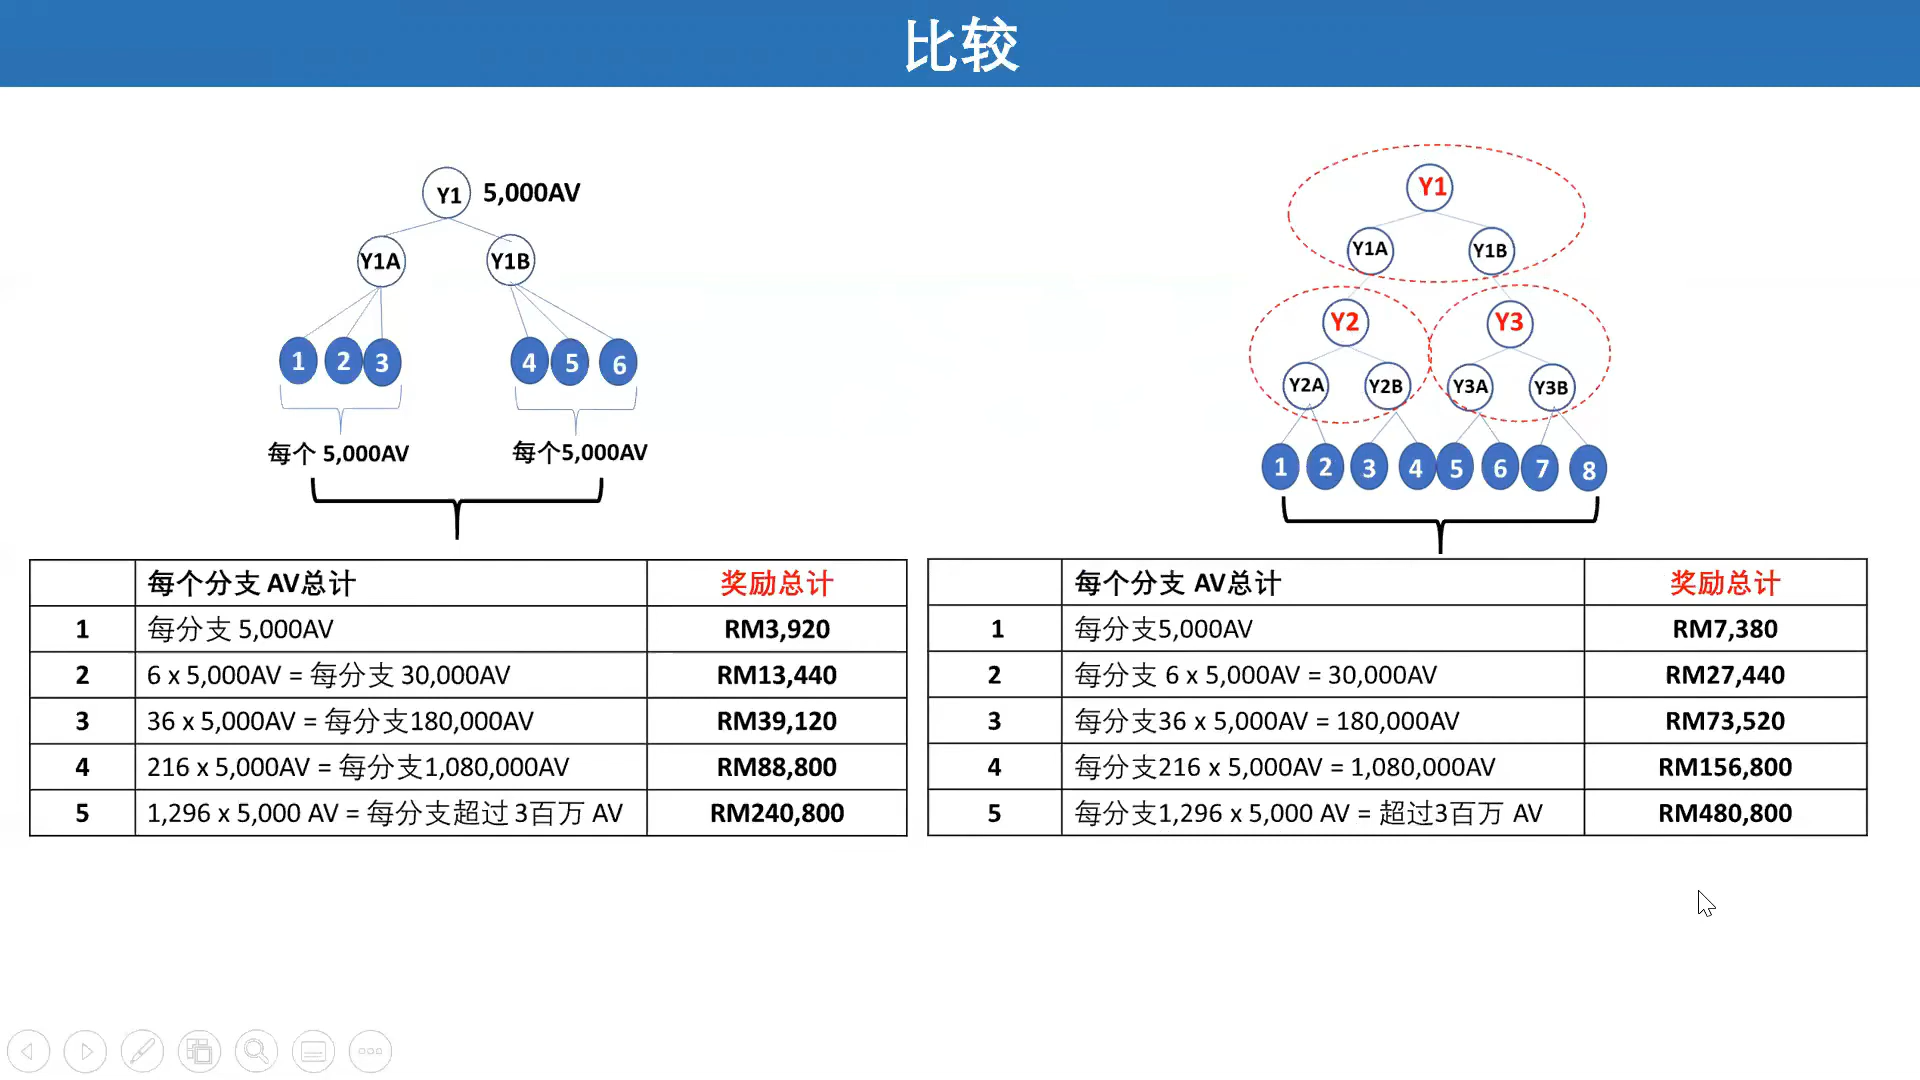 比较
Y1 5,000AV
Y1A Y1B
1 2 3 4 5 6
每个 5,000AV 每个5,000AV
Y1
Y1A Y1B
Y2 Y3
Y2A Y2B Y3A Y3B
1 2 3 4 5 6 7 8
每个分支 AV总计 奖励总计
1 每分支 5,000AV RM3,920
2 6 x 5,000AV = 每分支 30,000AV RM13,440
3 36 x 5,000AV = 每分支180,000AV RM39,120
4 216 x 5,000AV = 每分支1,080,000AV RM88,800
5 1,296 x 5,000 AV = 每分支超过 3百万 AV RM240,800
每个分支 AV总计 奖励总计
1 每分支5,000AV RM7,380
2 每分支 6 x 5,000AV = 30,000AV RM27,440
3 每分支36 x 5,000AV = 180,000AV RM73,520
4 每分支216 x 5,000AV = 1,080,000AV RM156,800
5 每分支1,296 x 5,000 AV = 超过3百万 AV RM480,800